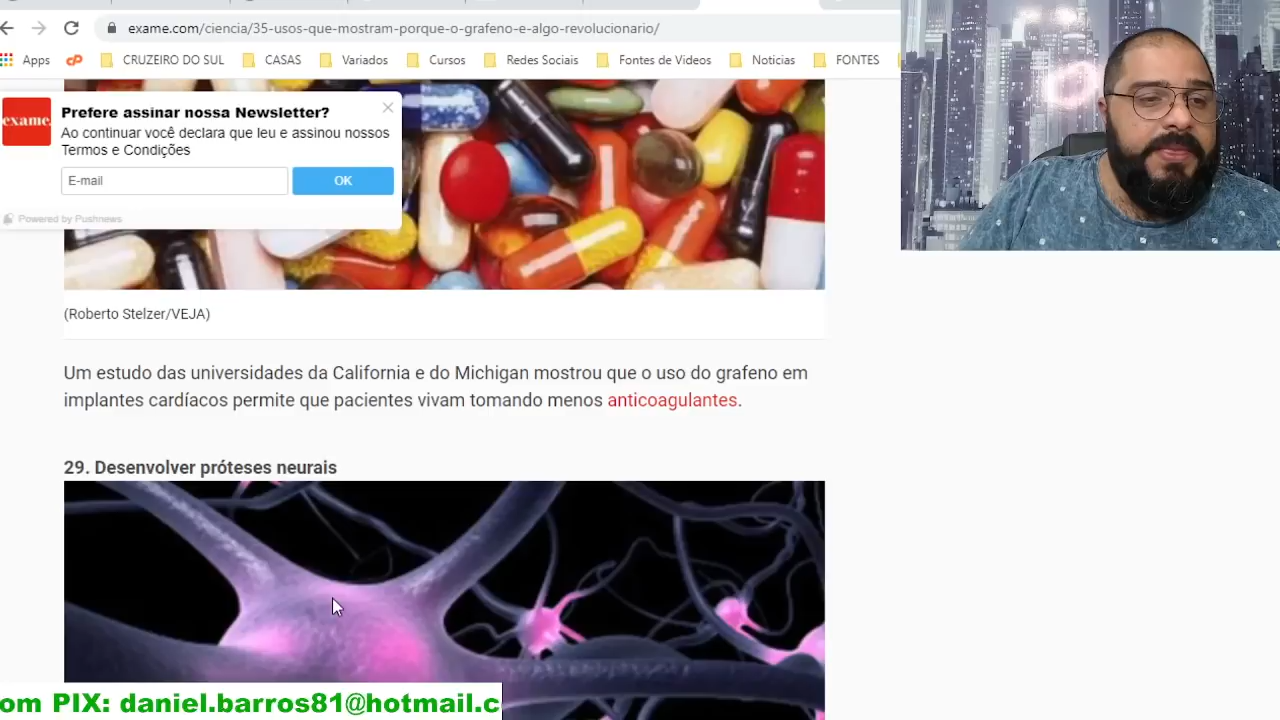 exame.com/ciencia/35-usos-que-mostram-porque-o-grafeno-e-algo-revolucionario/
Apps CRUZEIRO DO SUL CASAS Variados Cursos Redes Sociais Fontes de Videos Noticias FONTES
exame.
Prefere assinar nossa Newsletter?
Ao continuar você declara que leu e assinou nossos
Termos e Condições
E-mail OK
Powered by Pushnews
(Roberto Stelzer/VEJA)
Um estudo das universidades da California e do Michigan mostrou que o uso do grafeno em
implantes cardíacos permite que pacientes vivam tomando menos anticoagulantes.
29. Desenvolver próteses neurais
om PIX: daniel.barros81@hotmail.c